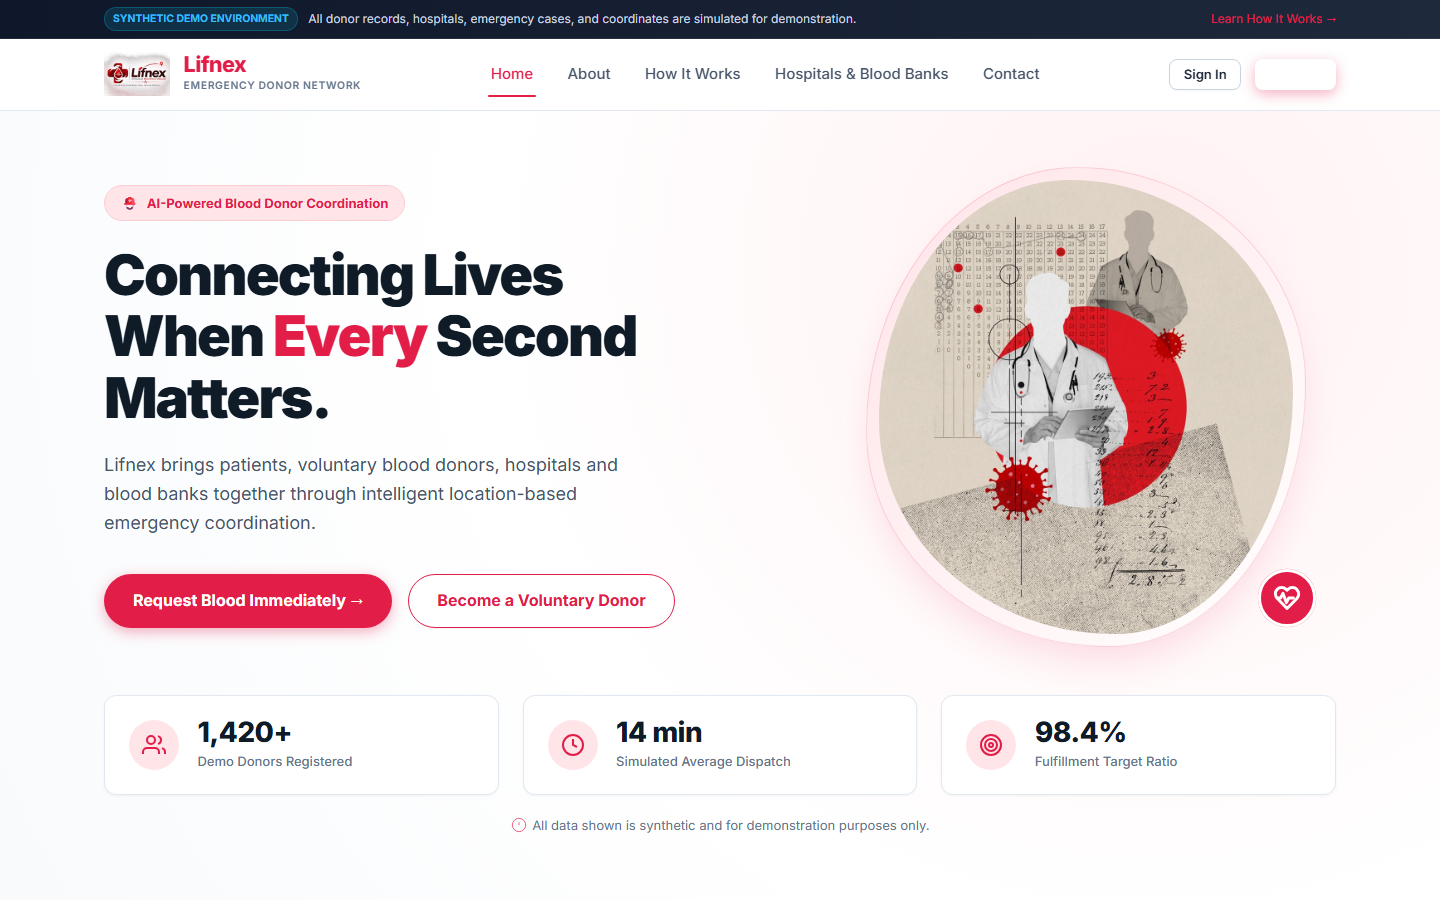 SYNTHETIC DEMO ENVIRONMENT
All donor records, hospitals, emergency cases, and coordinates are simulated for demonstration.
Learn How It Works →
Lifnex
Lifnex
EMERGENCY DONOR NETWORK
Home
About
How It Works
Hospitals & Blood Banks
Contact
Sign In
AI-Powered Blood Donor Coordination
Connecting Lives
When Every Second
Matters.
Lifnex brings patients, voluntary blood donors, hospitals and
blood banks together through intelligent location-based
emergency coordination.
Request Blood Immediately →
Become a Voluntary Donor
1,420+
Demo Donors Registered
14 min
Simulated Average Dispatch
98.4%
Fulfillment Target Ratio
All data shown is synthetic and for demonstration purposes only.